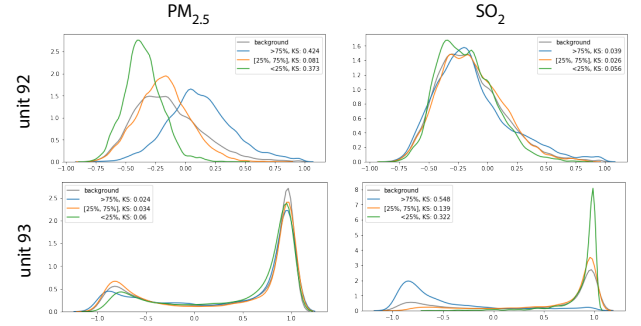 PM2.5
SO2
unit 92
background
>75%, KS: 0.424
[25%, 75%], KS: 0.081
<25%, KS: 0.373
2.5
2.0
1.5
1.0
0.5
0.0
−1.00 −0.75 −0.50 −0.25 0.00 0.25 0.50 0.75 1.00
background
>75%, KS: 0.039
[25%, 75%], KS: 0.026
<25%, KS: 0.056
1.6
1.4
1.2
1.0
0.8
0.6
0.4
0.2
0.0
−1.00 −0.75 −0.50 −0.25 0.00 0.25 0.50 0.75 1.00
unit 93
background
>75%, KS: 0.024
[25%, 75%], KS: 0.034
<25%, KS: 0.06
2.5
2.0
1.5
1.0
0.5
0.0
−1.0 −0.5 0.0 0.5 1.0
background
>75%, KS: 0.548
[25%, 75%], KS: 0.139
<25%, KS: 0.322
8
7
6
5
4
3
2
1
0
−1.0 −0.5 0.0 0.5 1.0